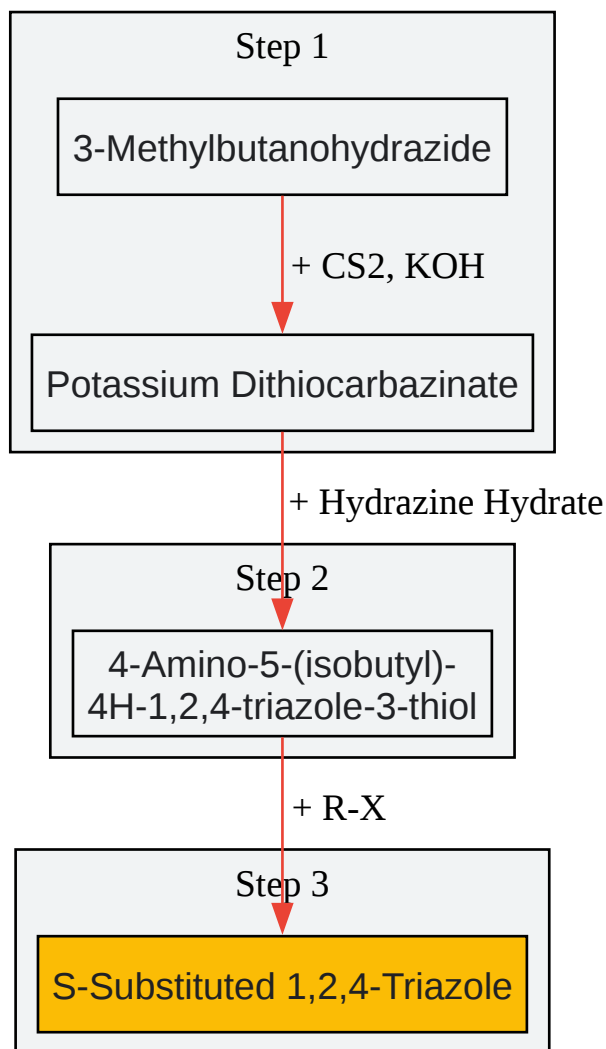 Step 1
3-Methylbutanohydrazide
+ CS2, KOH
Potassium Dithiocarbazinate
+ Hydrazine Hydrate
Step 2
4-Amino-5-(isobutyl)-
4H-1,2,4-triazole-3-thiol
+ R-X
Step 3
S-Substituted 1,2,4-Triazole